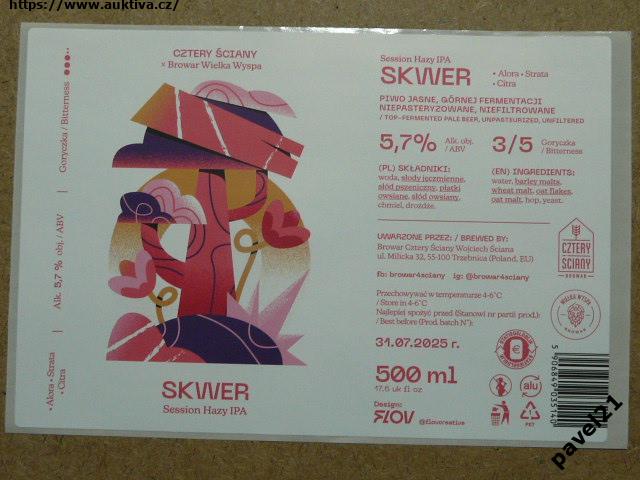 https://www.auktiva.cz/
CZTERY ŚCIANY
× Browar Wielka Wyspa
Goryczka / Bitterness
Alk. 5,7 % obj. / ABV
• Alora • Strata
• Citra
SKWER
Session Hazy IPA
Session Hazy IPA
SKWER
• Alora • Strata
• Citra
PIWO JASNE, GÓRNEJ FERMENTACJI
NIEPASTERYZOWANE, NIEFILTROWANE
/ TOP-FERMENTED PALE BEER, UNPASTEURIZED, UNFILTERED
5,7% Alk. obj.
/ ABV
3/5 Goryczka
/ Bitterness
(PL) SKŁADNIKI:
woda, słody jęczmienne,
słód pszeniczny, płatki
owsiane, słód owsiany,
chmiel, drożdże.
(EN) INGREDIENTS:
water, barley malts,
wheat malt, oat flakes,
oat malt, hop, yeast.
UWARZONE PRZEZ: / BREWED BY:
Browar Cztery Ściany Wojciech Ściana
ul. Milicka 32, 55-100 Trzebnica (Poland, EU)
fb: browar4sciany ig: @browar4sciany
CZTERY
ŚCIANY
BROWAR
Przechowywać w temperaturze 4-6°C
/ Store in 4-6°C
Najlepiej spożyć przed (Stanowi nr partii prod.):
/ Best before (Prod. batch N°):
WIELKA WYSPA
BROWAR
31.07.2025 r.
500 ml
17.6 uk fl oz
Design:
FLOV @flovcreative
alu
PET
5906849035140
pavel21